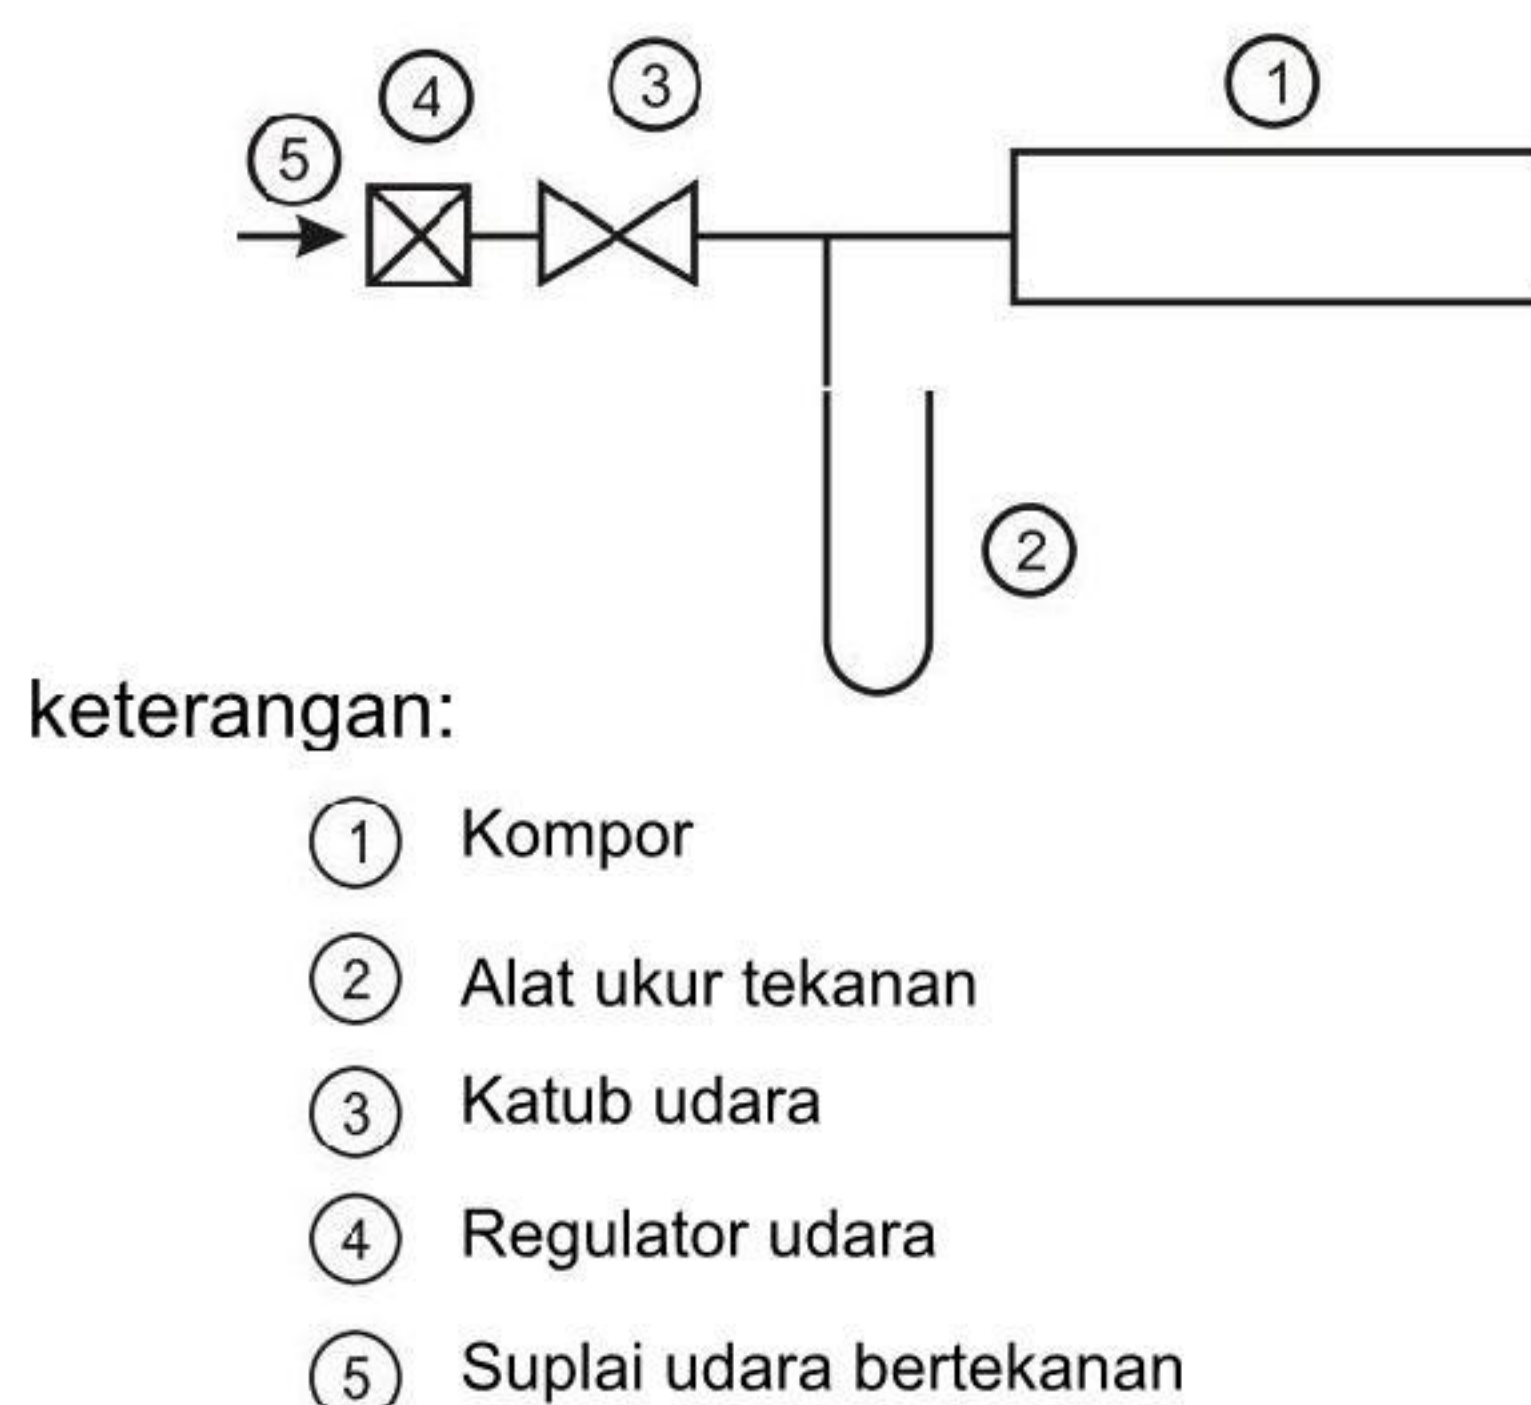 4 3 1
5
2
keterangan:
1 Kompor
2 Alat ukur tekanan
3 Katub udara
4 Regulator udara
5 Suplai udara bertekanan